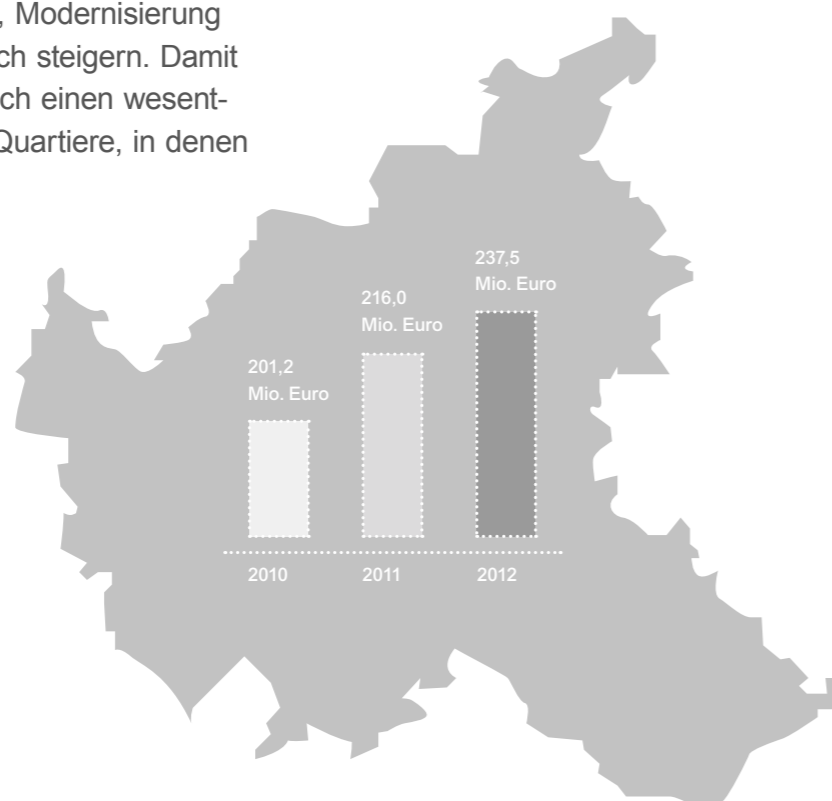 , Modernisierung
ch steigern. Damit
ch einen wesent-
Quartiere, in denen
237,5
Mio. Euro
216,0
Mio. Euro
201,2
Mio. Euro
2010 2011 2012